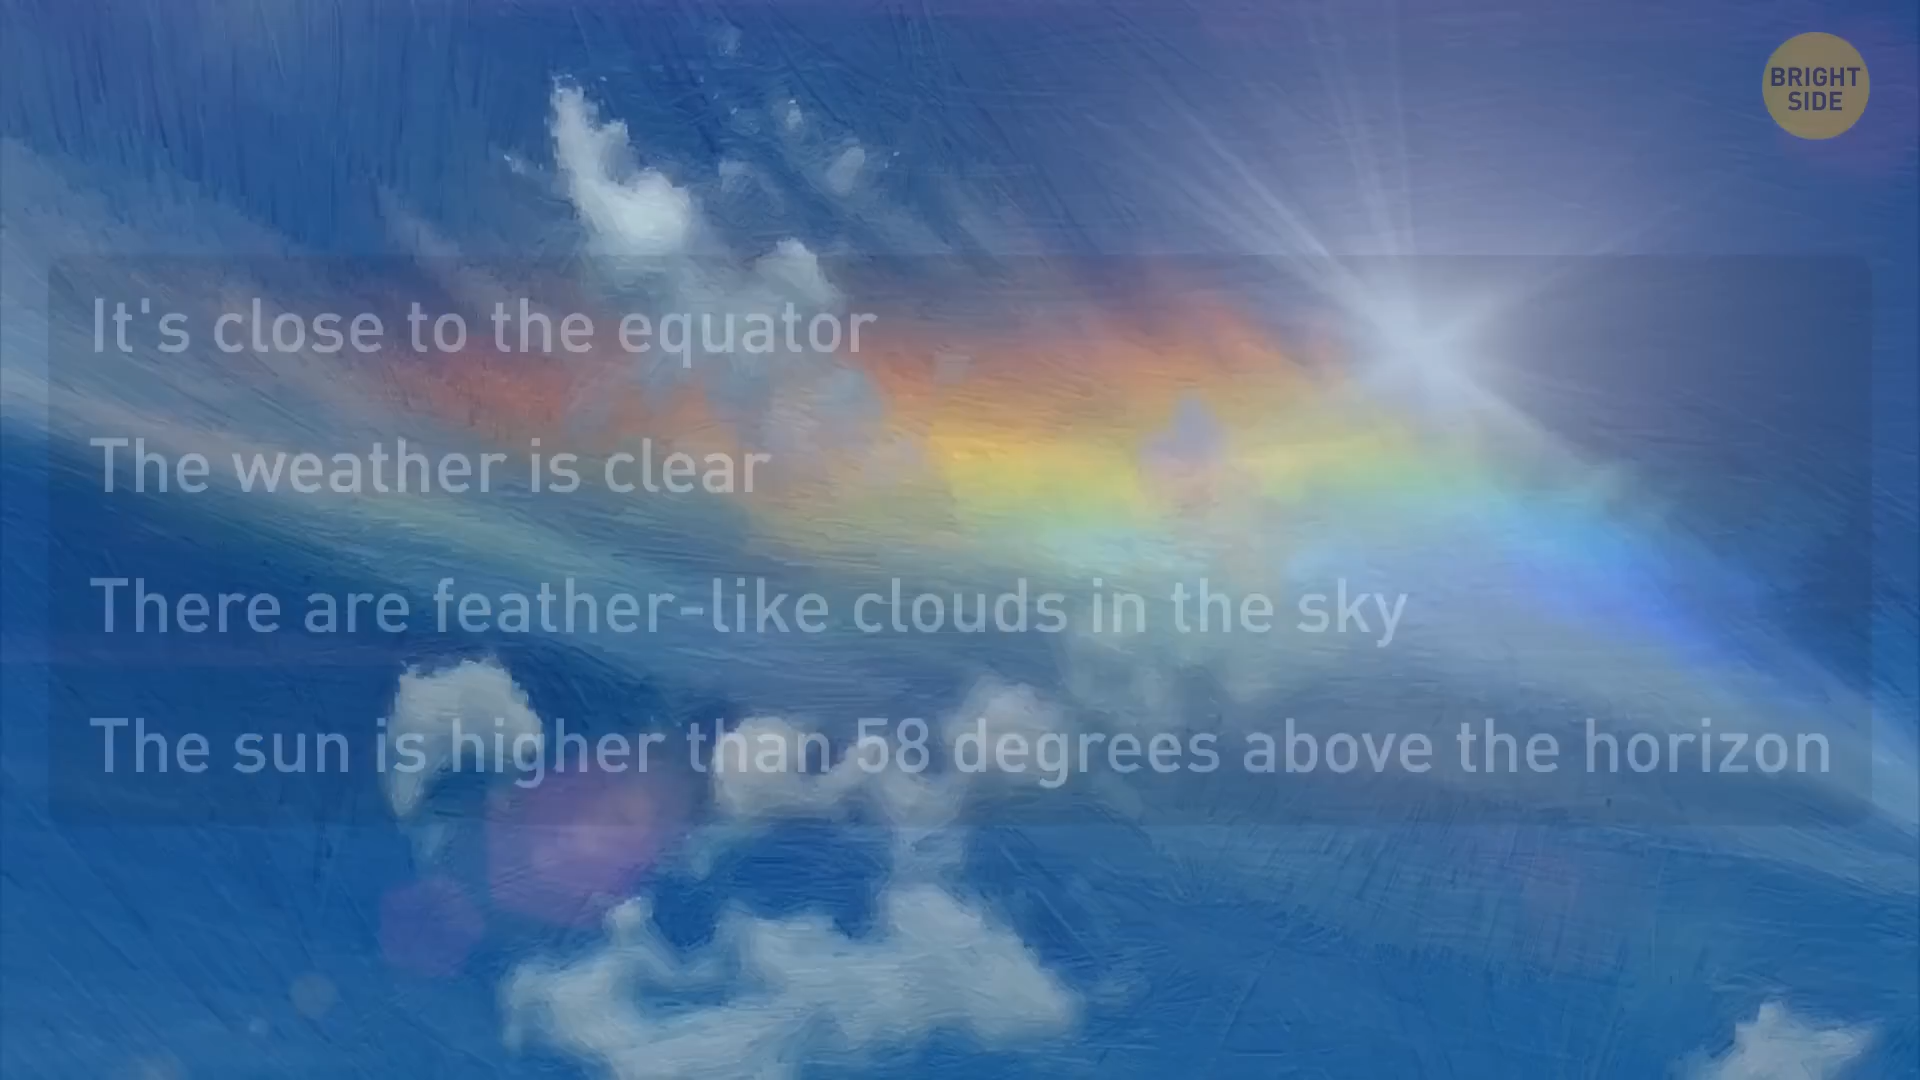 BRIGHT
SIDE
It's close to the equator
The weather is clear
There are feather-like clouds in the sky
The sun is higher than 58 degrees above the horizon